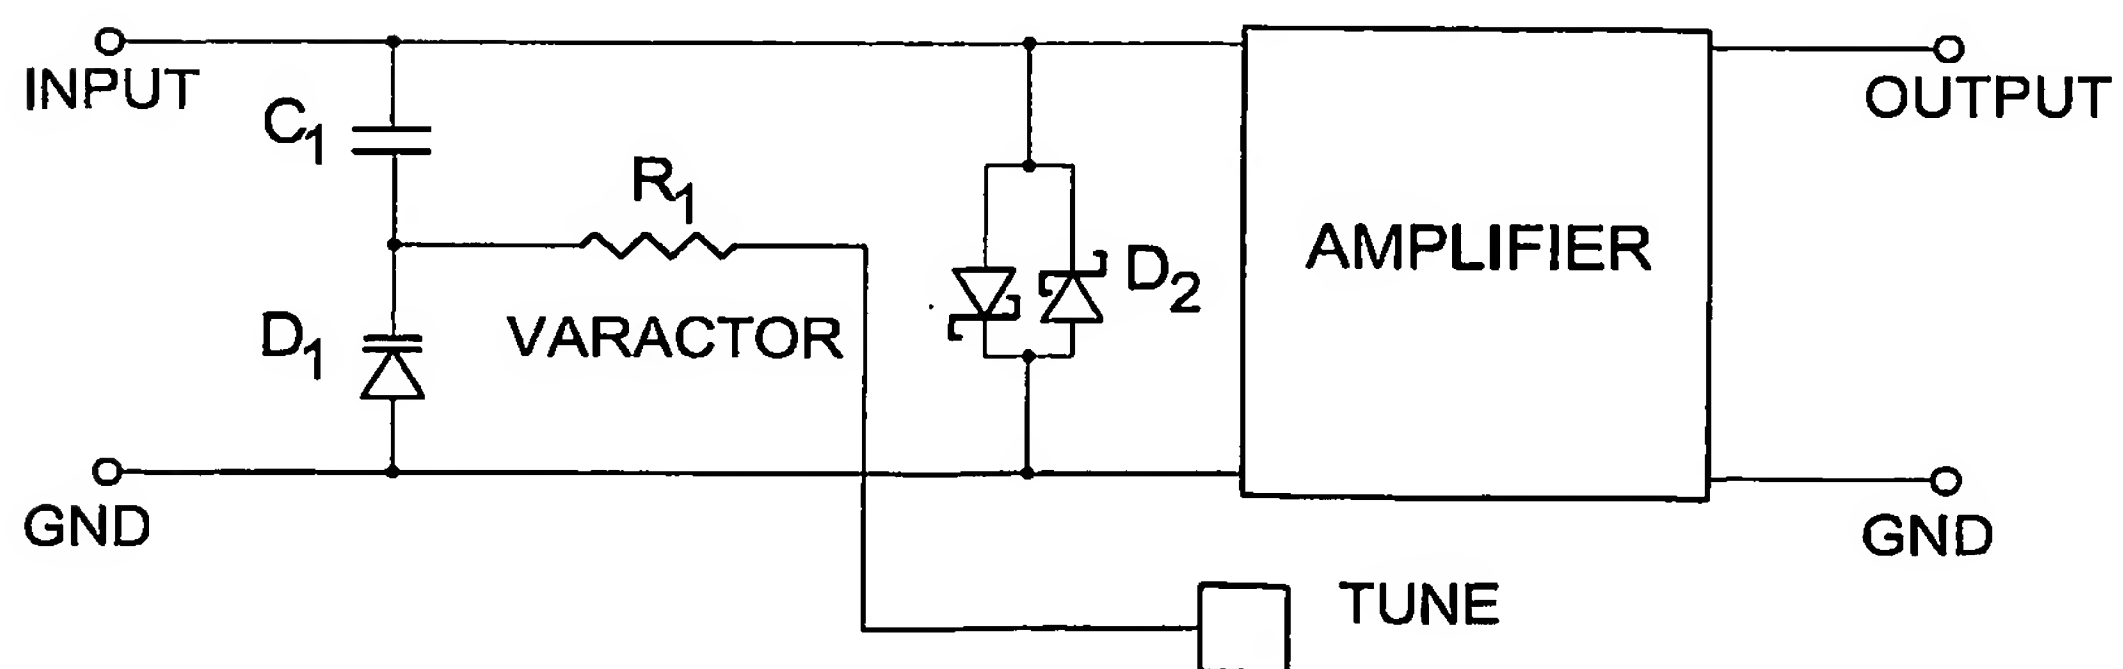 INPUT
OUTPUT
C1
R1
AMPLIFIER
D2
D1
VARACTOR
GND
GND
TUNE